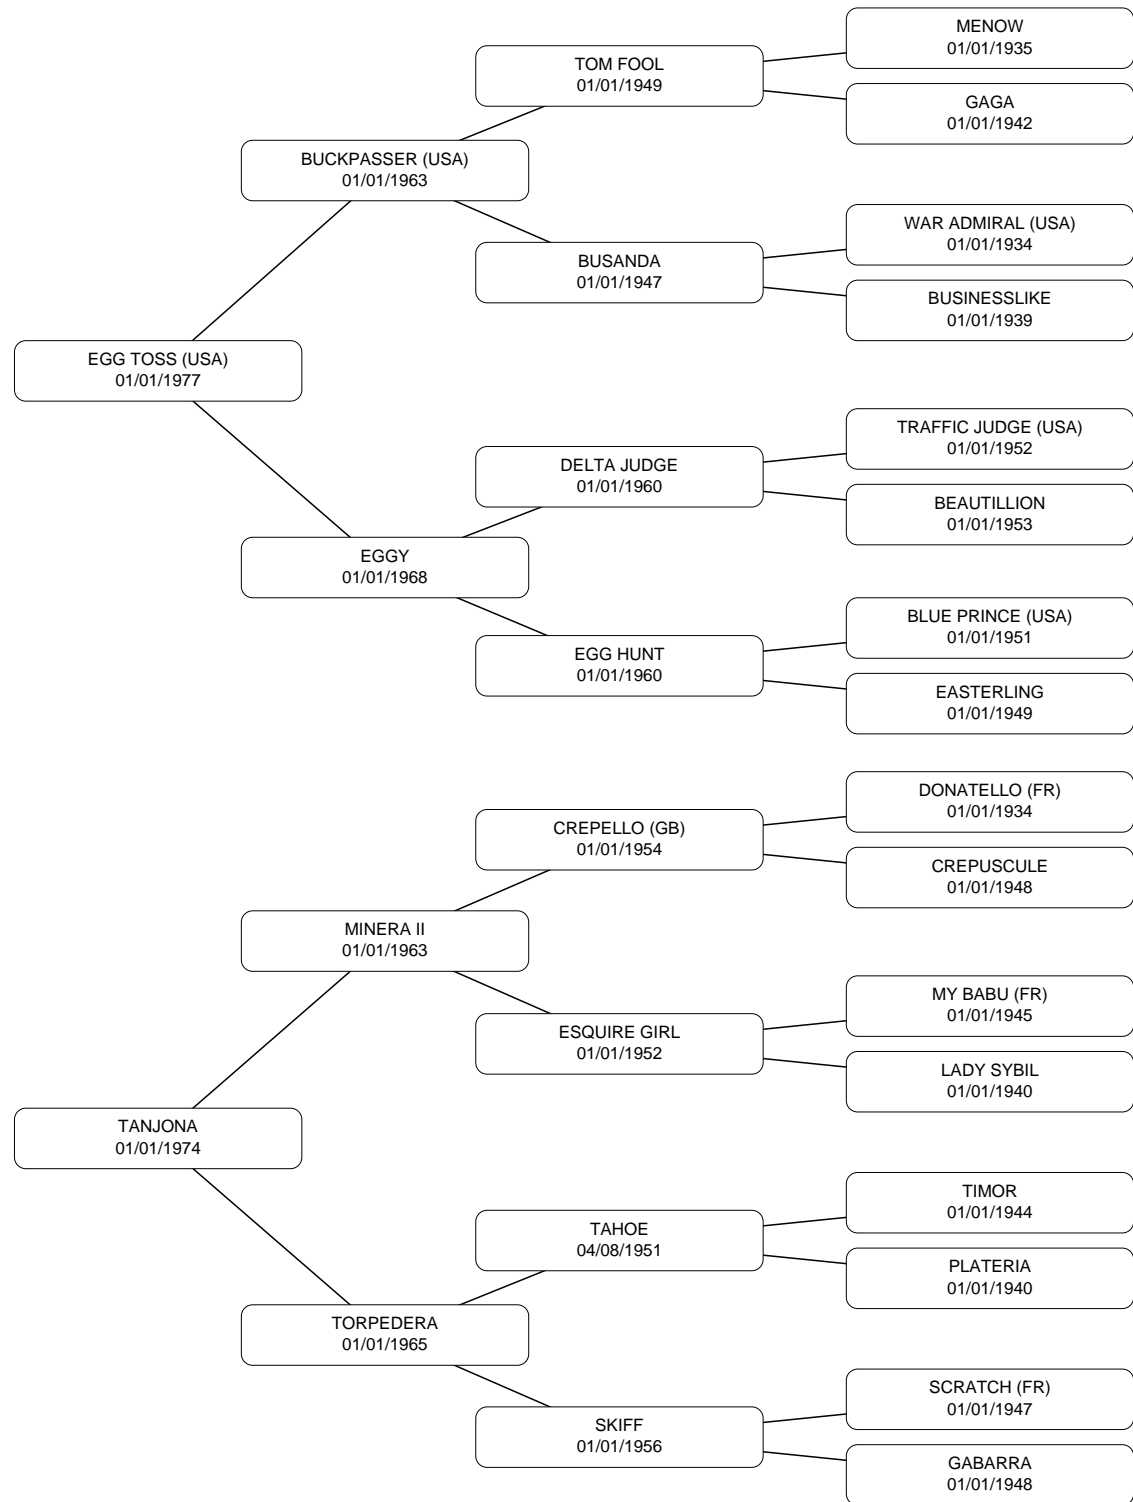 MENOW
01/01/1935
TOM FOOL
01/01/1949
GAGA
01/01/1942
BUCKPASSER (USA)
01/01/1963
WAR ADMIRAL (USA)
01/01/1934
BUSANDA
01/01/1947
BUSINESSLIKE
01/01/1939
EGG TOSS (USA)
01/01/1977
TRAFFIC JUDGE (USA)
01/01/1952
DELTA JUDGE
01/01/1960
BEAUTILLION
01/01/1953
EGGY
01/01/1968
BLUE PRINCE (USA)
01/01/1951
EGG HUNT
01/01/1960
EASTERLING
01/01/1949
DONATELLO (FR)
01/01/1934
CREPELLO (GB)
01/01/1954
CREPUSCULE
01/01/1948
MINERA II
01/01/1963
MY BABU (FR)
01/01/1945
ESQUIRE GIRL
01/01/1952
LADY SYBIL
01/01/1940
TANJONA
01/01/1974
TIMOR
01/01/1944
TAHOE
04/08/1951
PLATERIA
01/01/1940
TORPEDERA
01/01/1965
SCRATCH (FR)
01/01/1947
SKIFF
01/01/1956
GABARRA
01/01/1948